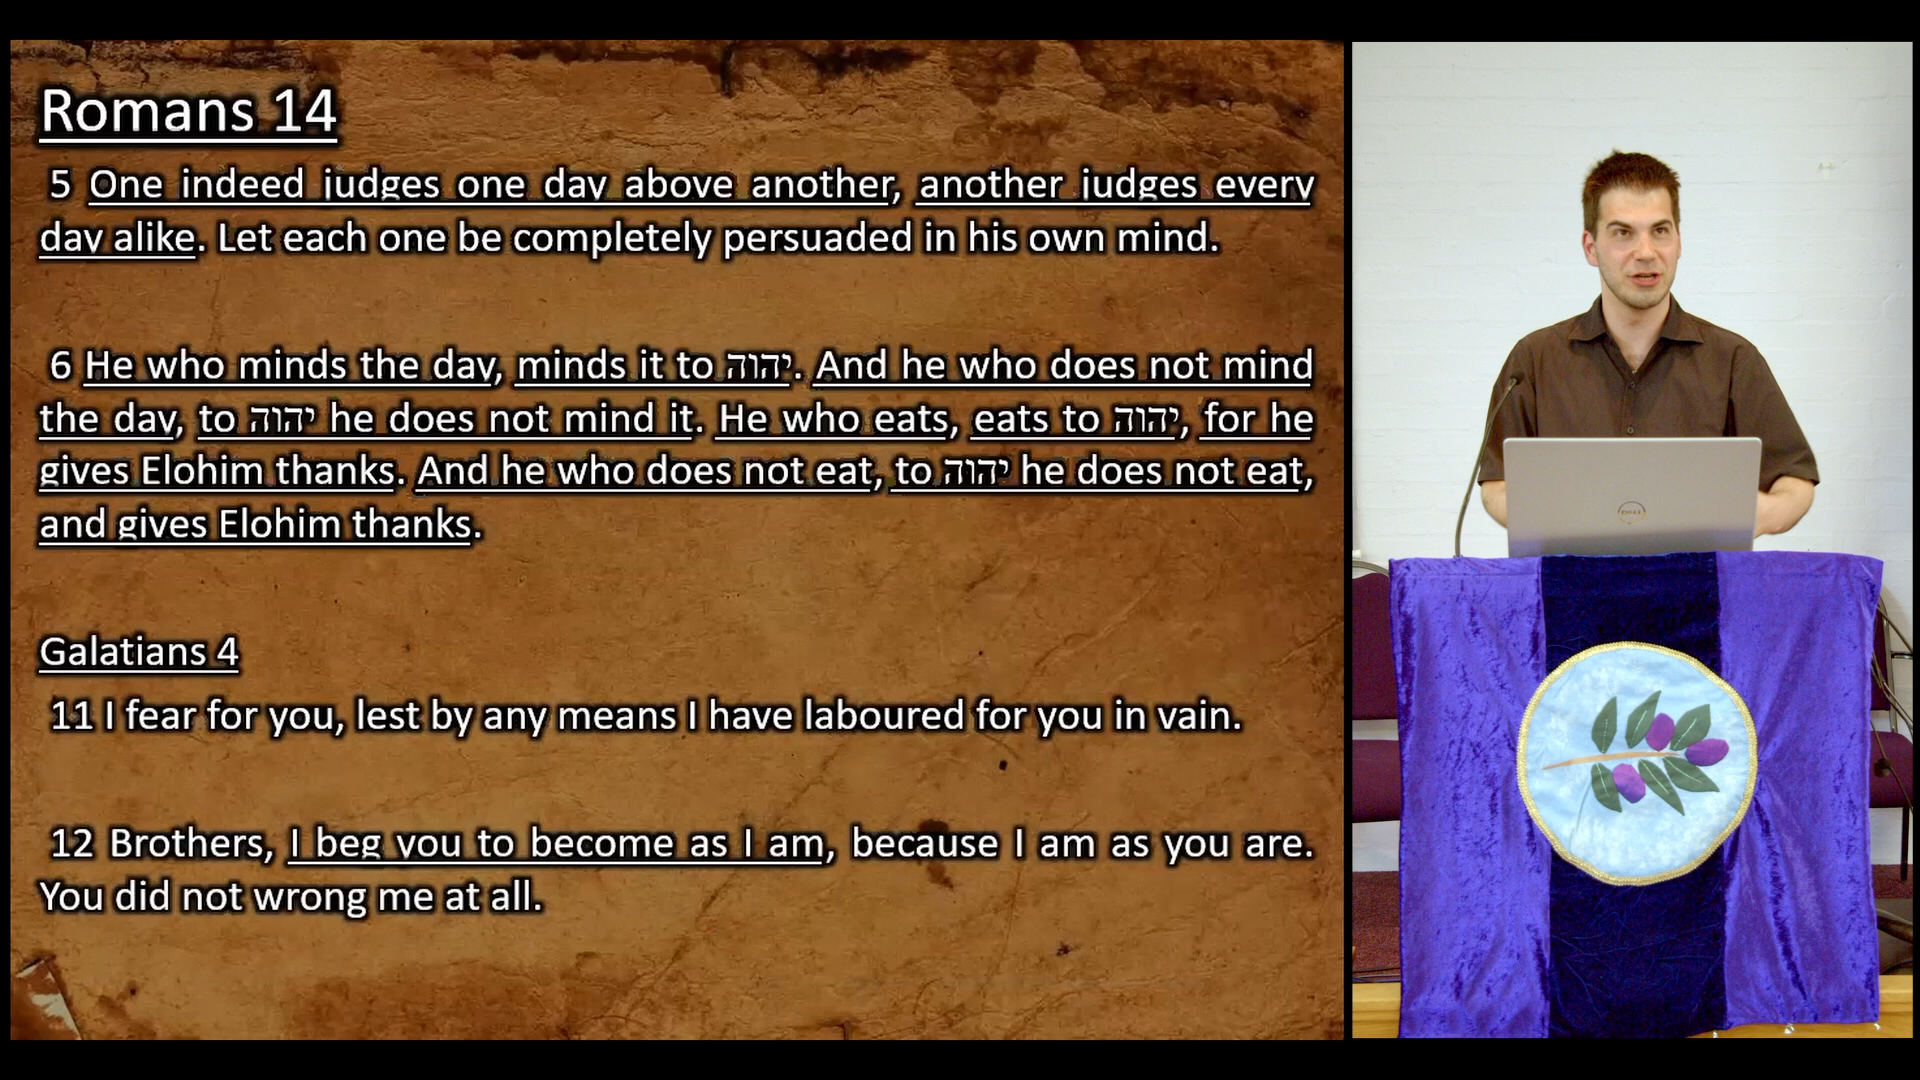 Romans 14
5 One indeed judges one day above another, another judges every
day alike. Let each one be completely persuaded in his own mind.
6 He who minds the day, minds it to יהוה. And he who does not mind
the day, to יהוה he does not mind it. He who eats, eats to יהוה, for he
gives Elohim thanks. And he who does not eat, to יהוה he does not eat,
and gives Elohim thanks.
Galatians 4
11 I fear for you, lest by any means I have laboured for you in vain.
12 Brothers, I beg you to become as I am, because I am as you are.
You did not wrong me at all.
DELL